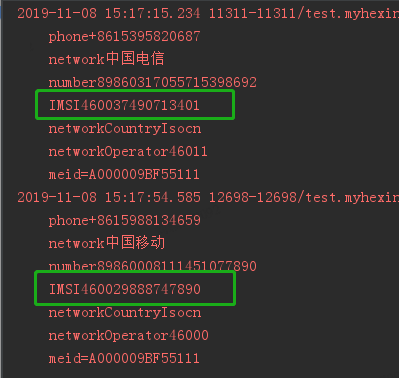 2019-11-08 15:17:15.234 11311-11311/test.myhexin
phone+8615395820687
network中国电信
number89860317055715398692
IMSI460037490713401
networkCountryIsocn
networkOperator46011
meid=A000009BF55111
2019-11-08 15:17:54.585 12698-12698/test.myhexin
phone+8615988134659
network中国移动
number89860008111451077890
IMSI460029888747890
networkCountryIsocn
networkOperator46000
meid=A000009BF55111